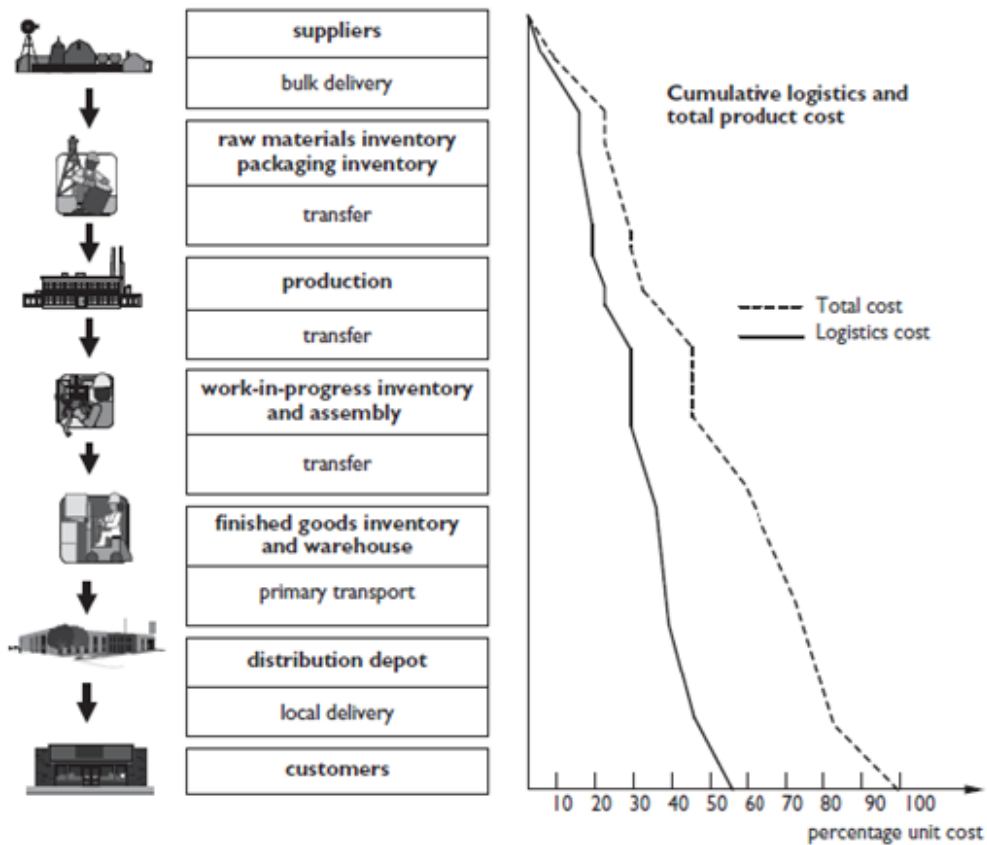 suppliers
bulk delivery
raw materials inventory
packaging inventory
transfer
production
transfer
work-in-progress inventory
and assembly
transfer
finished goods inventory
and warehouse
primary transport
distribution depot
local delivery
customers
Cumulative logistics and
total product cost
Total cost
Logistics cost
10 20 30 40 50 60 70 80 90 100
percentage unit cost